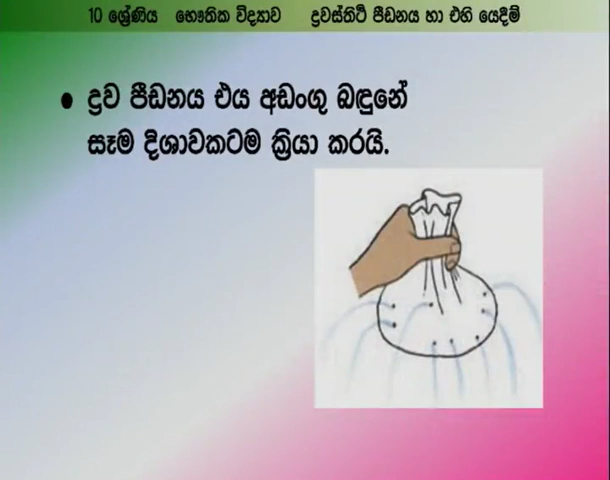 10 ශ්‍රේණිය භෞතික විද්‍යාව ද්‍රවස්තිථි පීඩනය හා එහි යෙදීම්
● ද්‍රව පීඩනය එය අඩංගු බඳුනේ
සෑම දිශාවකටම ක්‍රියා කරයි.